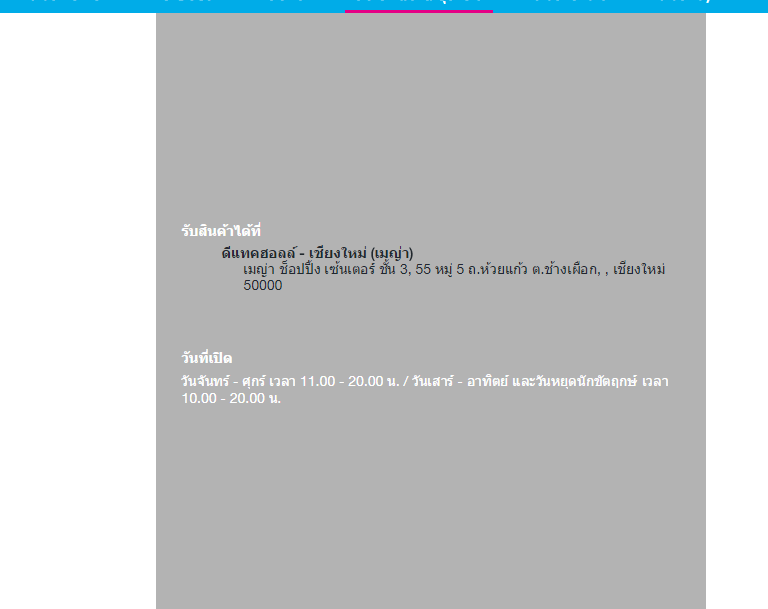 รับสินค้าได้ที่
ดีแทคฮอลล์ - เชียงใหม่ (เมญ่า)
เมญ่า ช็อปปิ้ง เซ้นเตอร์ ชั้น 3, 55 หมู่ 5 ถ.ห้วยแก้ว ต.ช้างเผือก, , เชียงใหม่
50000
วันที่เปิด
วันจันทร์ - ศุกร์ เวลา 11.00 - 20.00 น. / วันเสาร์ - อาทิตย์ และวันหยุดนักขัตฤกษ์ เวลา
10.00 - 20.00 น.